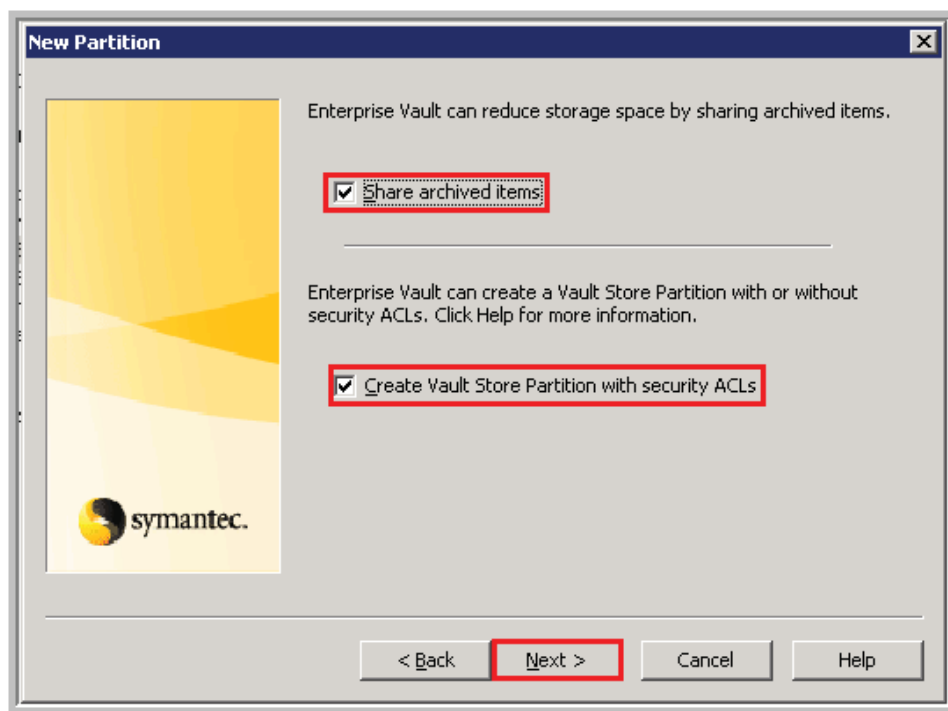 New Partition
Enterprise Vault can reduce storage space by sharing archived items.
Share archived items
Enterprise Vault can create a Vault Store Partition with or without
security ACLs. Click Help for more information.
Create Vault Store Partition with security ACLs
symantec.
< Back
Next >
Cancel
Help